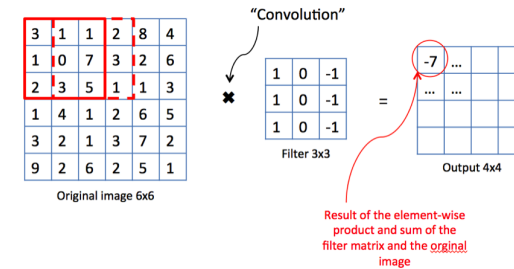 “Convolution”
3 1 1 2 8 4
1 0 7 3 2 6
2 3 5 1 1 3
1 4 1 2 6 5
3 2 1 3 7 2
9 2 6 2 5 1
Original image 6x6
✖
1 0 -1
1 0 -1
1 0 -1
Filter 3x3
=
-7 ...
... ...
Output 4x4
Result of the element-wise
product and sum of the
filter matrix and the orginal
image